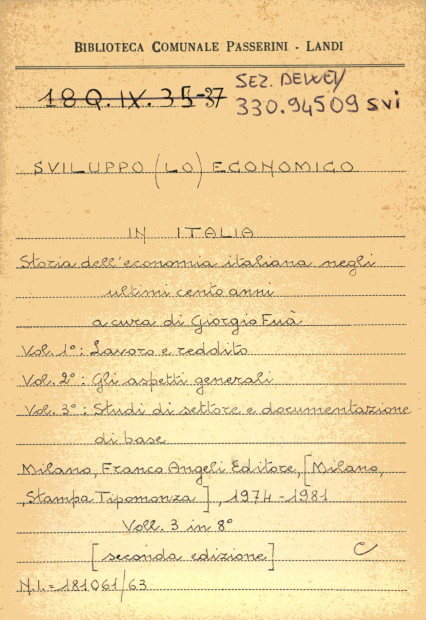 BIBLIOTECA COMUNALE PASSERINI - LANDI
18 Q. IX. 35-37 SEZ. DEWEY
330.94509 SVI
SVILUPPO (LO) ECONOMICO
IN ITALIA
Storia dell'economia italiana negli
ultimi cento anni
a cura di Giorgio Fuà
Vol. 1°: Lavoro e reddito
Vol. 2°: Gli aspetti generali
Vol. 3°: Studi di settore e documentazione
di base
Milano, Franco Angeli Editore, [Milano,
Stampa Tipomonza], 1974-1981
Voll. 3 in 8°
[seconda edizione] C
N.I. = 181061/63